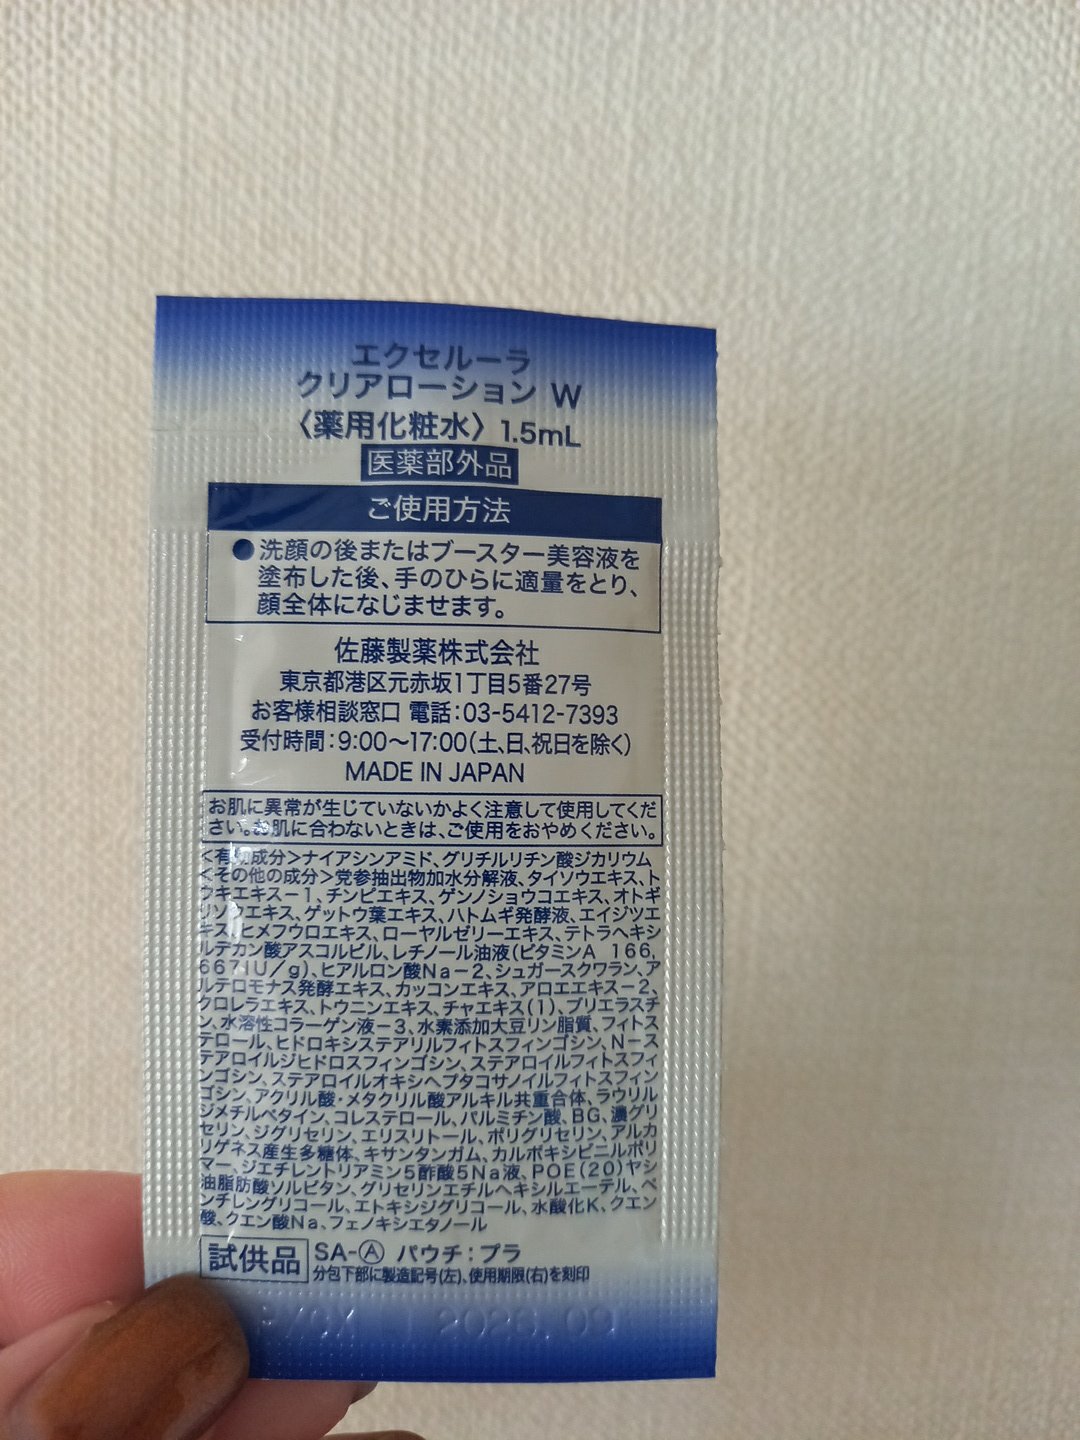 エクセルーラ
クリアローション W
〈薬用化粧水〉 1.5mL
医薬部外品
ご使用方法
●洗顔の後またはブースター美容液を
塗布した後、手のひらに適量をとり、
顔全体になじませます。
佐藤製薬株式会社
東京都港区元赤坂1丁目5番27号
お客様相談窓口 電話:03-5412-7393
受付時間:9:00〜17:00(土、日、祝日を除く)
MADE IN JAPAN
お肌に異常が生じていないかよく注意して使用してくだ
さい。お肌に合わないときは、ご使用をおやめください。
<有効成分>ナイアシンアミド、グリチルリチン酸ジカリウム
<その他の成分>党参抽出物加水分解液、タイソウエキス、ト
ウキエキス-1、チンピエキス、ゲンノショウコエキス、オトギ
リソウエキス、ゲットウ葉エキス、ハトムギ発酵液、エイジツエ
キス、ヒメフウロエキス、ローヤルゼリーエキス、テトラヘキシ
ルデカン酸アスコルビル、レチノール油液(ビタミンA 166,
667IU/g)、ヒアルロン酸Na-2、シュガースクワラン、ア
ルテロモナス発酵エキス、カッコンエキス、アロエエキス-2、
クロレラエキス、トウニンエキス、チャエキス(1)、プリエラスチ
ン、水溶性コラーゲン液-3、水素添加大豆リン脂質、フィトス
テロール、ヒドロキシステアリルフィトスフィンゴシン、N-ス
テアロイルジヒドロスフィンゴシン、ステアロイルフィトスフィ
ンゴシン、ステアロイルオキシヘプタコサノイルフィトスフィン
ゴシン、アクリル酸・メタクリル酸アルキル共重合体、ラウリル
ジメチルベタイン、コレステロール、パルミチン酸、BG、濃グリ
セリン、ジグリセリン、エリスリトール、ポリグリセリン、アルカ
リゲネス産生多糖体、キサンタンガム、カルボキシビニルポリ
マー、ジエチレントリアミン5酢酸5Na液、POE(20)ヤシ
油脂肪酸ソルビタン、グリセリンエチルヘキシルエーテル、ペ
ンチレングリコール、エトキシジグリコール、水酸化K、クエン
酸、クエン酸Na、フェノキシエタノール
試供品 SA-Ⓐ パウチ:プラ
分包下部に製造記号(左)、使用期限(右)を刻印